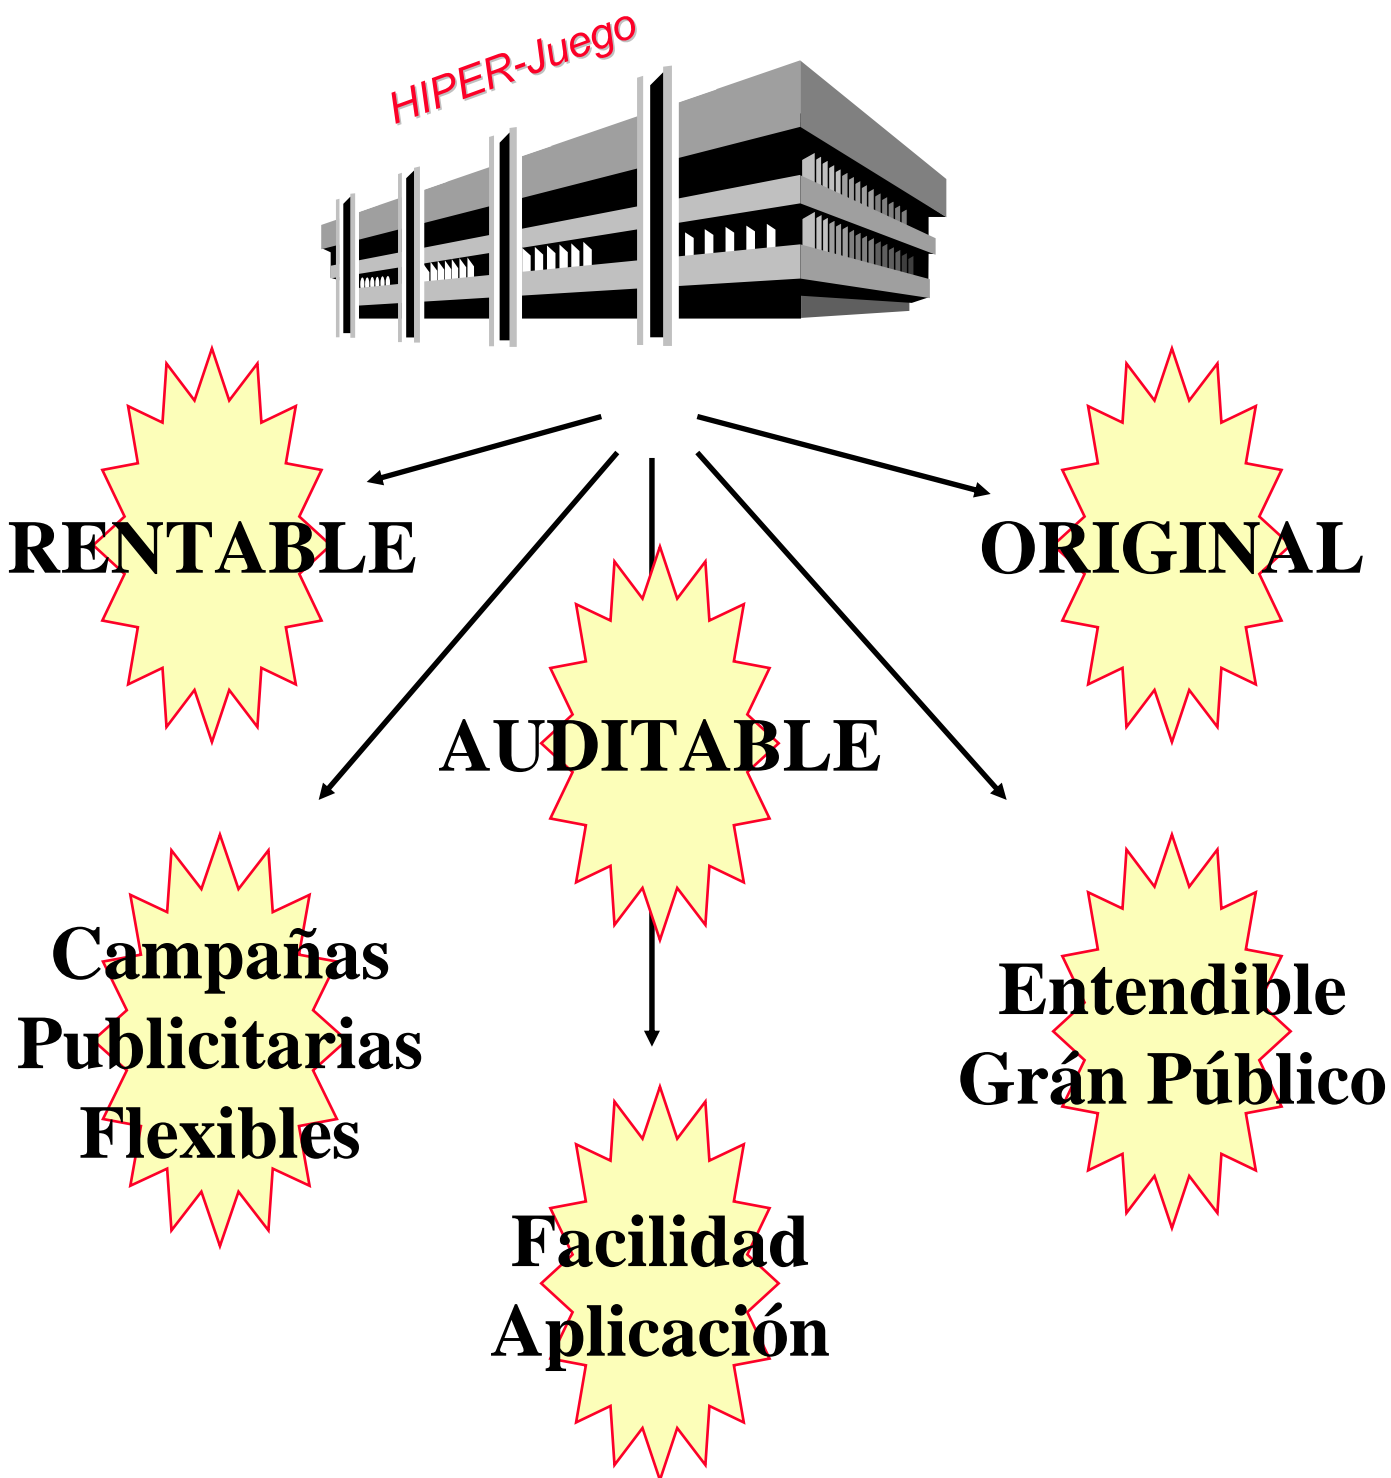 HIPER-Juego
RENTABLE
ORIGINAL
AUDITABLE
Campañas
Publicitarias
Flexibles
Entendible
Grán Público
Facilidad
Aplicación